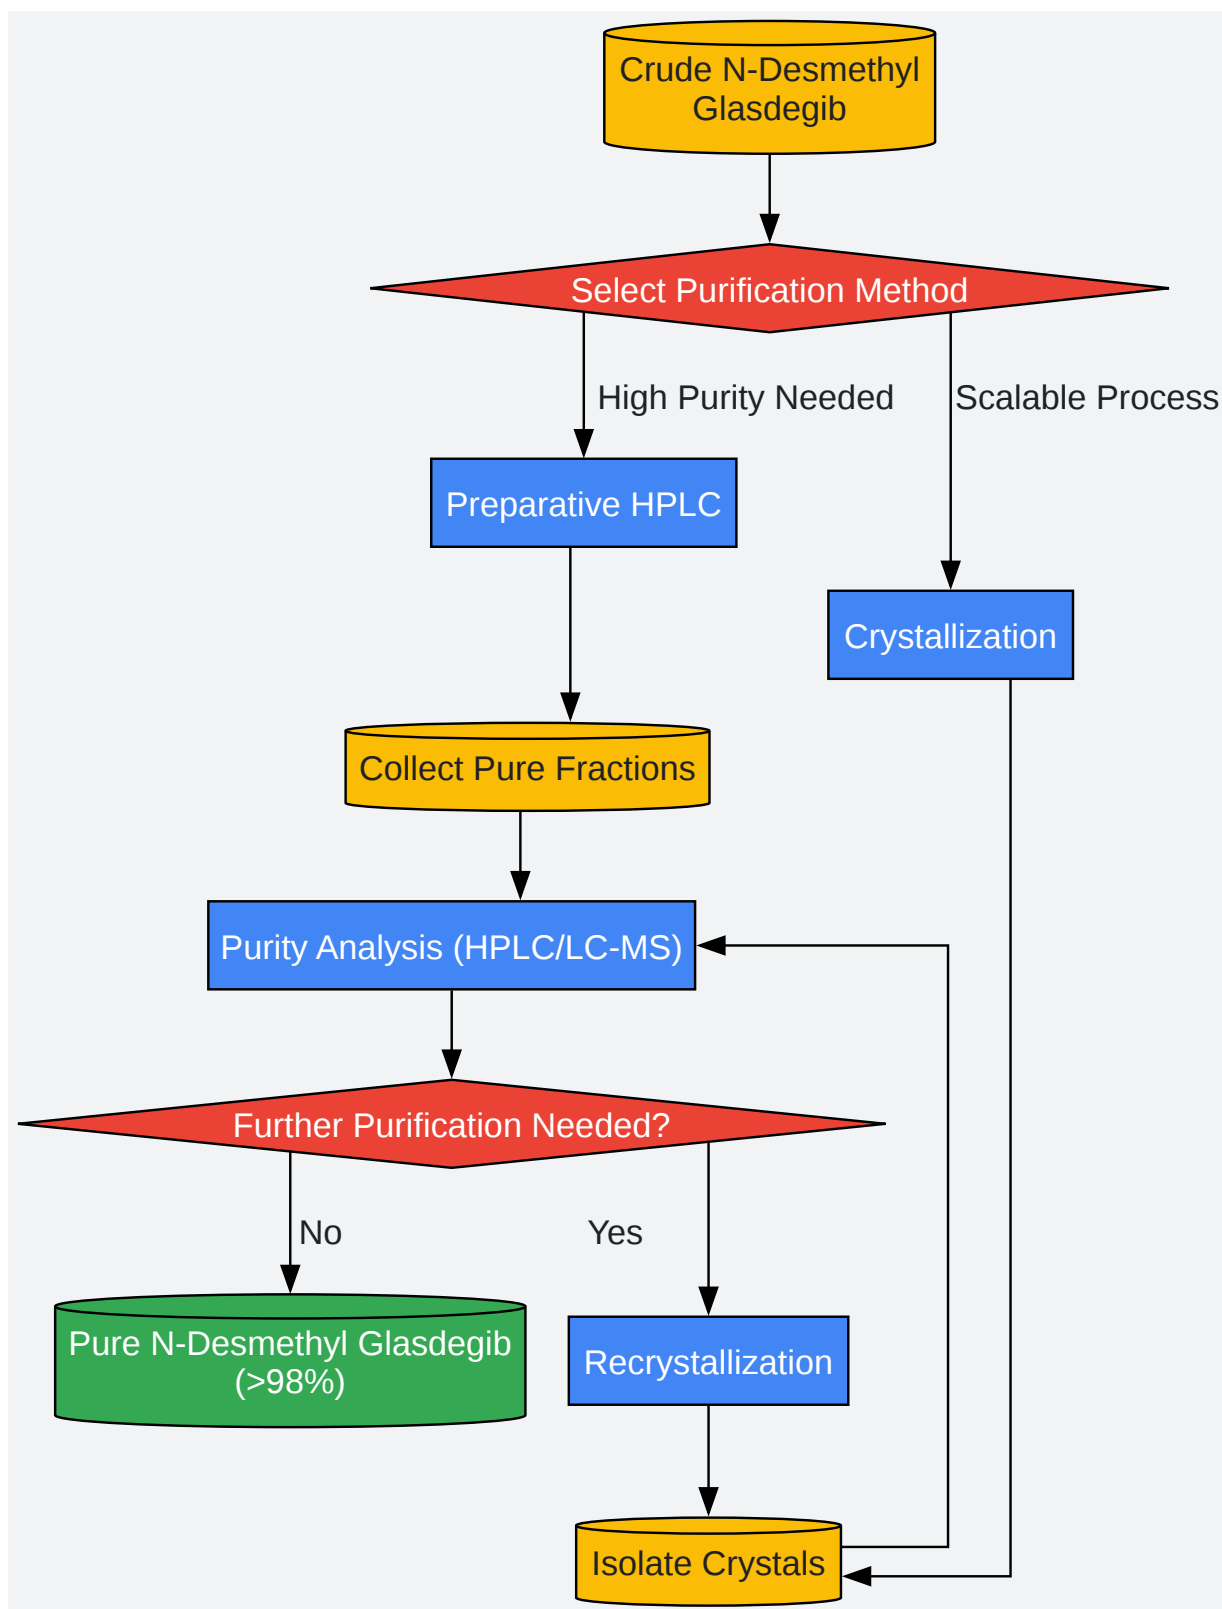 Crude N-Desmethyl
Glasdegib
Select Purification Method
High Purity Needed
Scalable Process
Preparative HPLC
Crystallization
Collect Pure Fractions
Purity Analysis (HPLC/LC-MS)
Further Purification Needed?
No
Yes
Pure N-Desmethyl Glasdegib
(>98%)
Recrystallization
Isolate Crystals